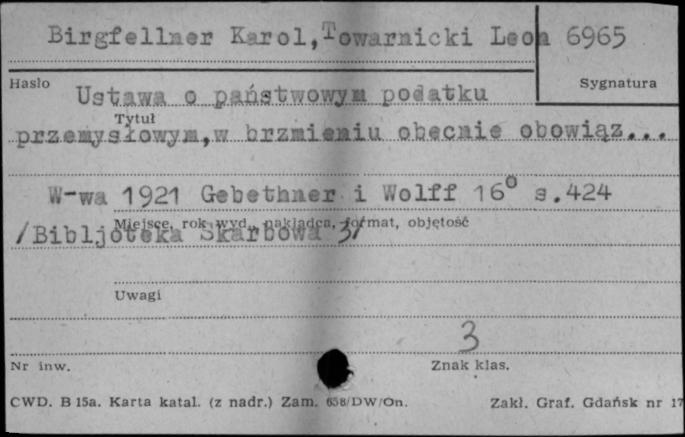 Birgfellner Karol, Towarnicki Leon 6965
Hasło
Sygnatura
Ustawa o państwowym podatku
Tytuł
przemysłowym, w brzmieniu obecnie obowiąz...
W-wa 1921 Gebethner i Wolff 16° s.424
Miejsce, rok wyd., nakładca, format, objętość
/Bibljoteka Skarbowa 3/
Uwagi
3
Nr inw.
Znak klas.
CWD. B 15a. Karta katal. (z nadr.) Zam. 658/DW/On.
Zakł. Graf. Gdańsk nr 17